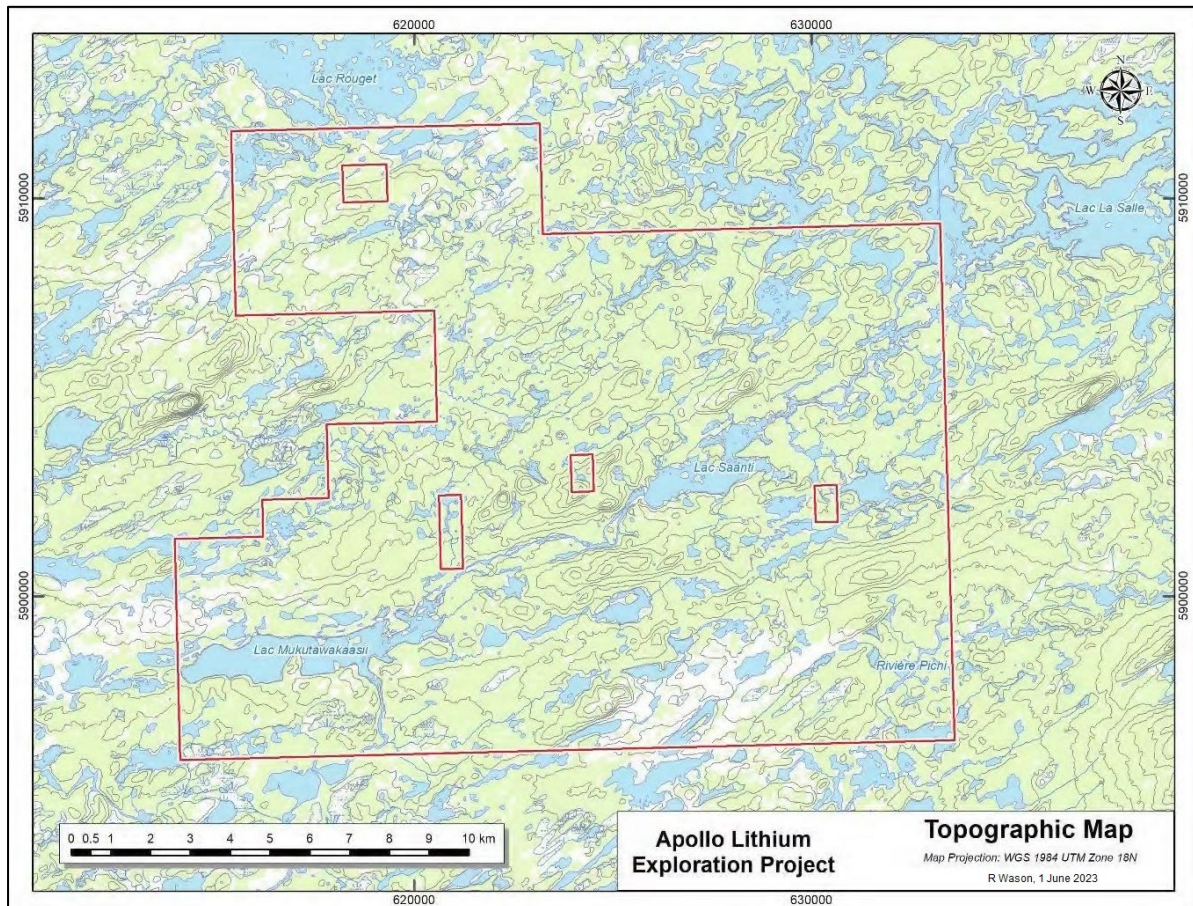 620000
630000
Lac Rouget
N
W
E
S
5910000
5910000
Lac La Salle
Lac Saanti
5900000
5900000
Lac Mukutawakaasii
Rivière Pichi
0 0.5 1 2 3 4 5 6 7 8 9 10 km
Apollo Lithium
Exploration Project
Topographic Map
Map Projection: WGS 1984 UTM Zone 18N
R Wason, 1 June 2023
620000
630000